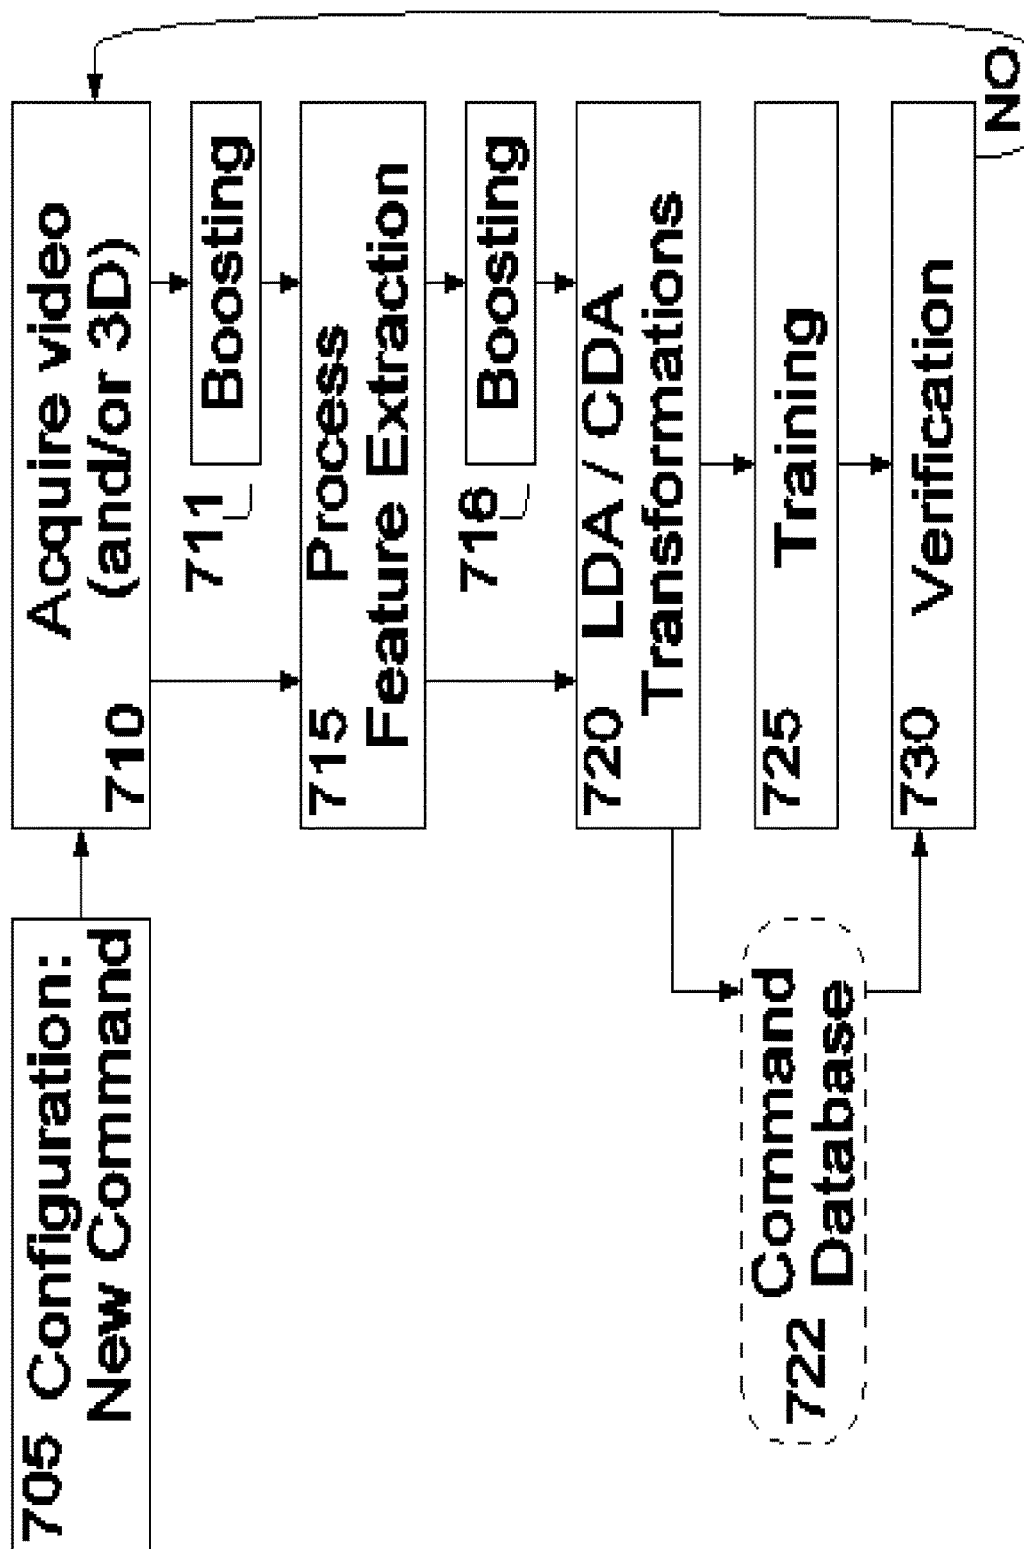 705 Configuration:
New Command
710
Acquire video
(and/or 3D)
711
Boosting
715 Process
Feature Extraction
716
Boosting
720 LDA / CDA
Transformations
722 Command
Database
725 Training
730 Verification
NO